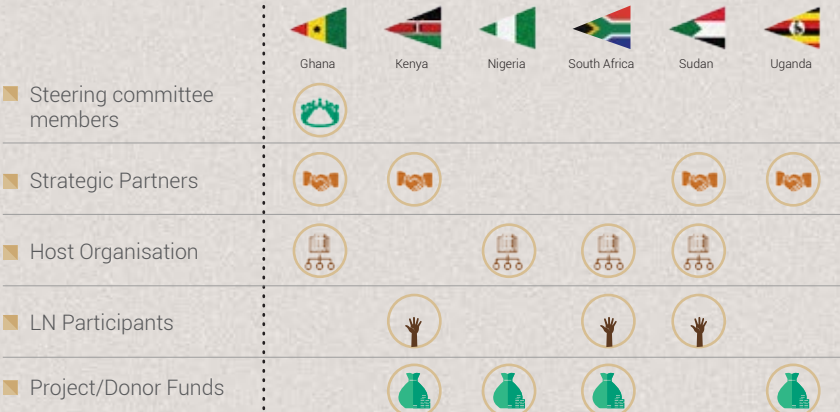 Ghana
Kenya
Nigeria
South Africa
Sudan
Uganda
Steering committee
members
Strategic Partners
Host Organisation
LN Participants
Project/Donor Funds